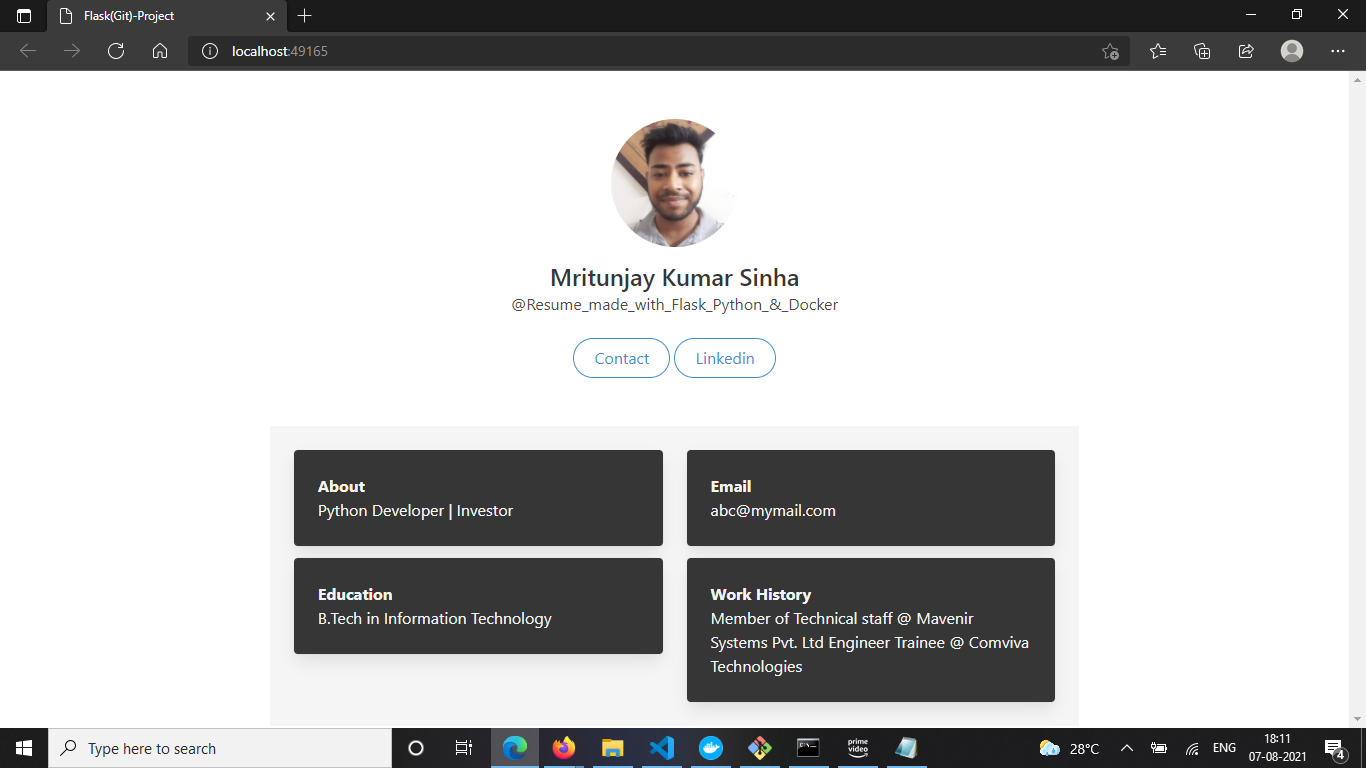 Flask(Git)-Project
localhost:49165
Mritunjay Kumar Sinha
@Resume_made_with_Flask_Python_&_Docker
Contact
Linkedin
About
Python Developer | Investor
Email
abc@mymail.com
Education
B.Tech in Information Technology
Work History
Member of Technical staff @ Mavenir
Systems Pvt. Ltd Engineer Trainee @ Comviva
Technologies
Type here to search
prime
video
28°C
ENG
18:11
07-08-2021
4